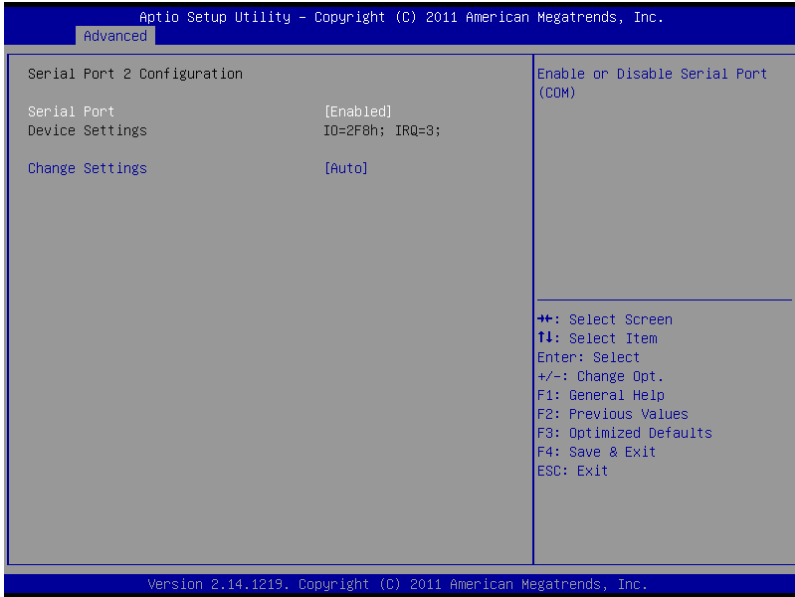 Aptio Setup Utility – Copyright (C) 2011 American Megatrends, Inc.
Advanced
Serial Port 2 Configuration
Serial Port [Enabled]
Device Settings IO=2F8h; IRQ=3;
Change Settings [Auto]
Enable or Disable Serial Port
(COM)
→←: Select Screen
↑↓: Select Item
Enter: Select
+/-: Change Opt.
F1: General Help
F2: Previous Values
F3: Optimized Defaults
F4: Save & Exit
ESC: Exit
Version 2.14.1219. Copyright (C) 2011 American Megatrends, Inc.